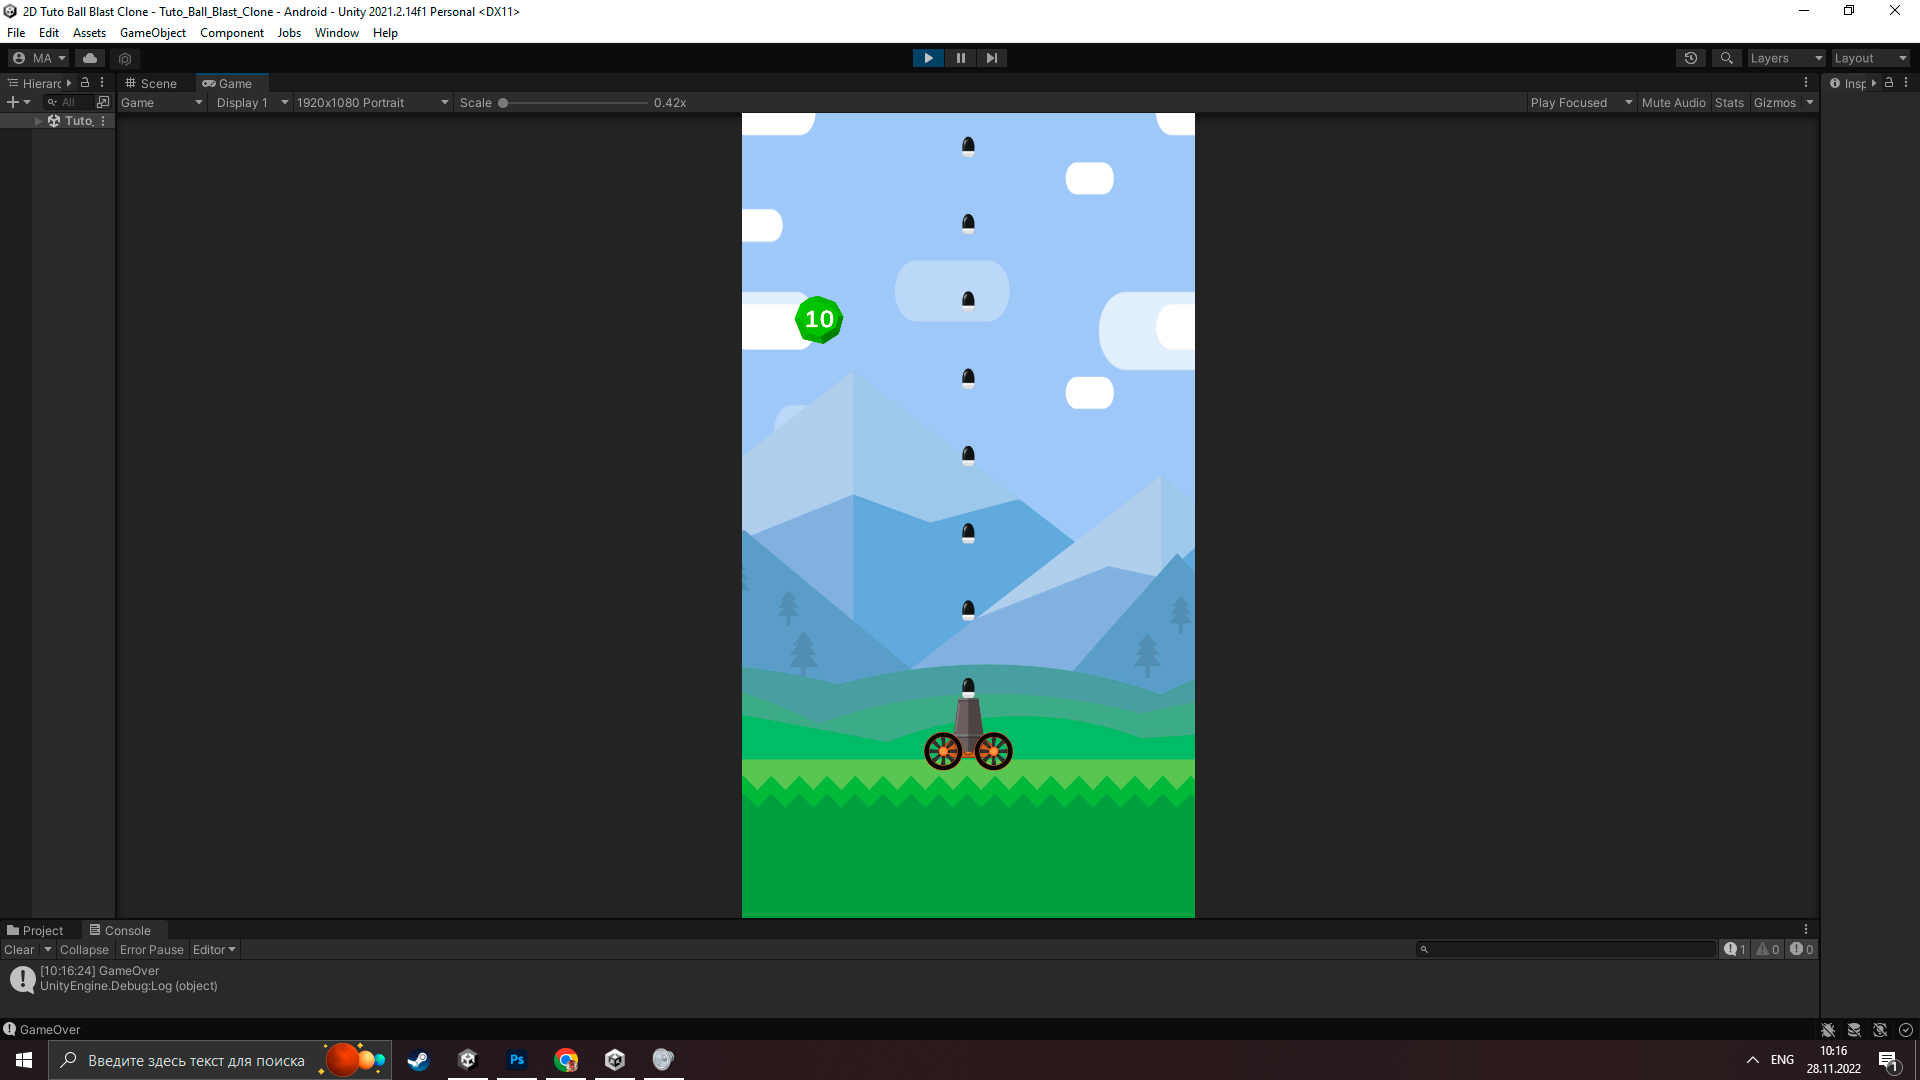 2D Tuto Ball Blast Clone - Tuto_Ball_Blast_Clone - Android - Unity 2021.2.14f1 Personal <DX11>
File Edit Assets GameObject Component Jobs Window Help
MA Layers Layout
Hierarc Scene Game Insp
All Game Display 1 1920x1080 Portrait Scale 0.42x Play Focused Mute Audio Stats Gizmos
Tuto_
10
Project Console
Clear Collapse Error Pause Editor 1 0 0
[10:16:24] GameOver
UnityEngine.Debug:Log (object)
GameOver
Введите здесь текст для поиска Ps ENG 10:16
28.11.2022 1